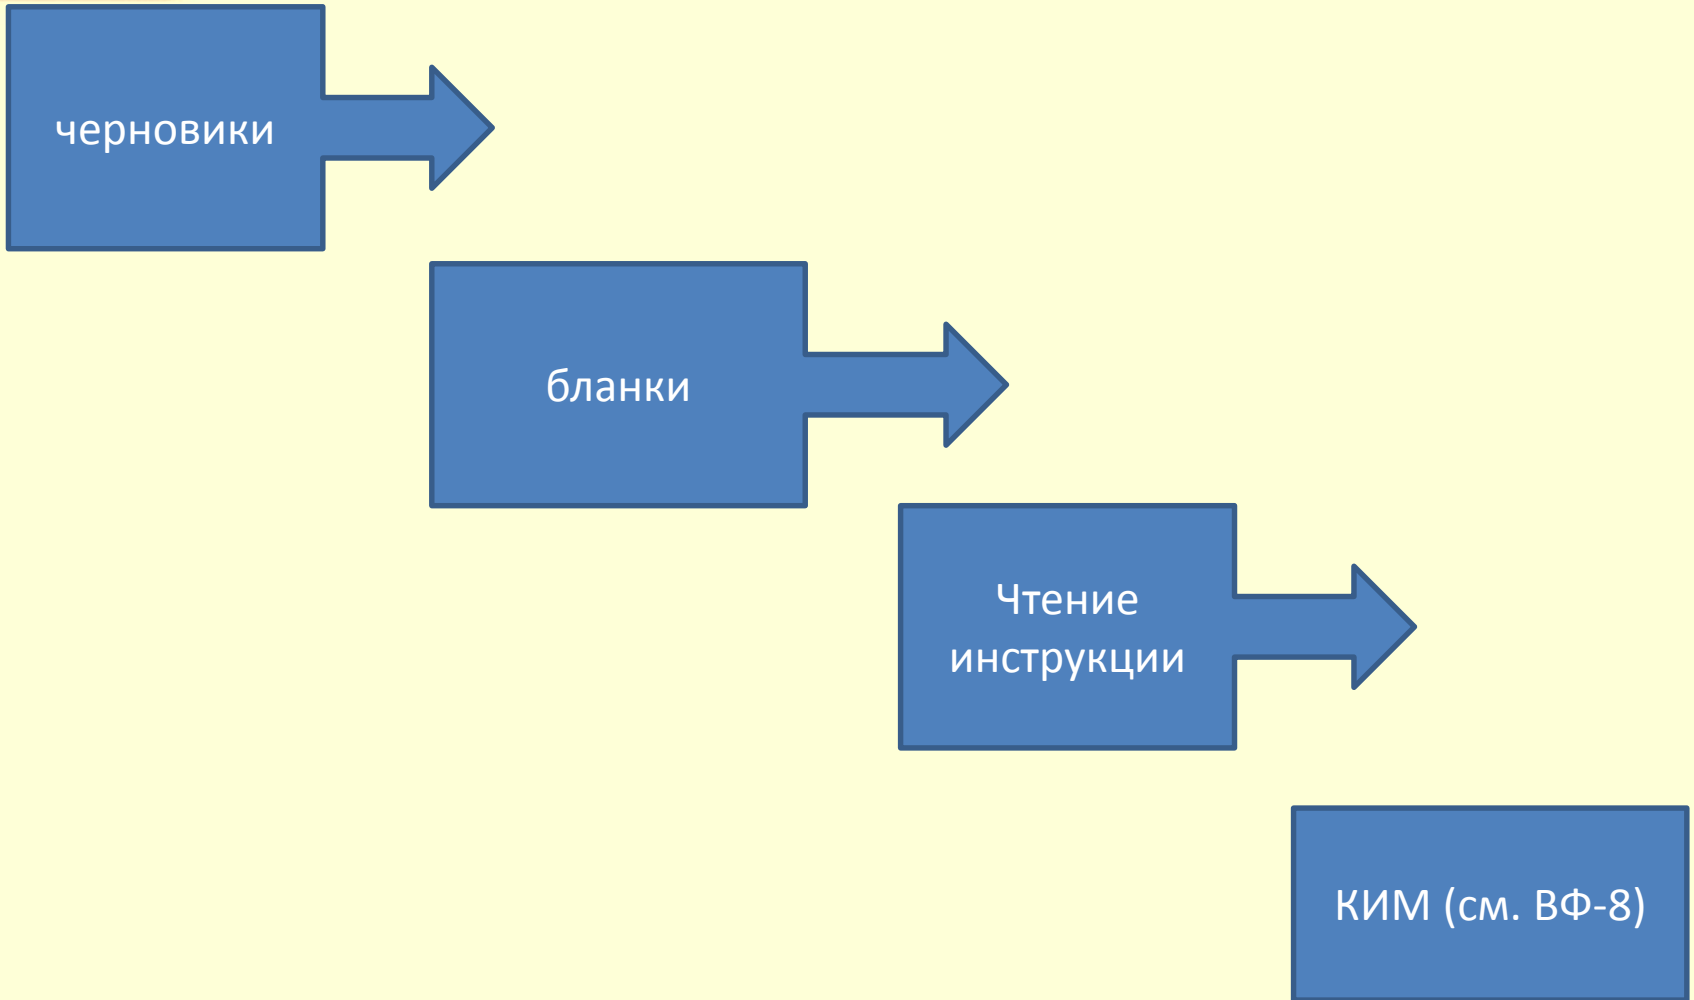 черновики
бланки
Чтение
инструкции
КИМ (см. ВФ-8)